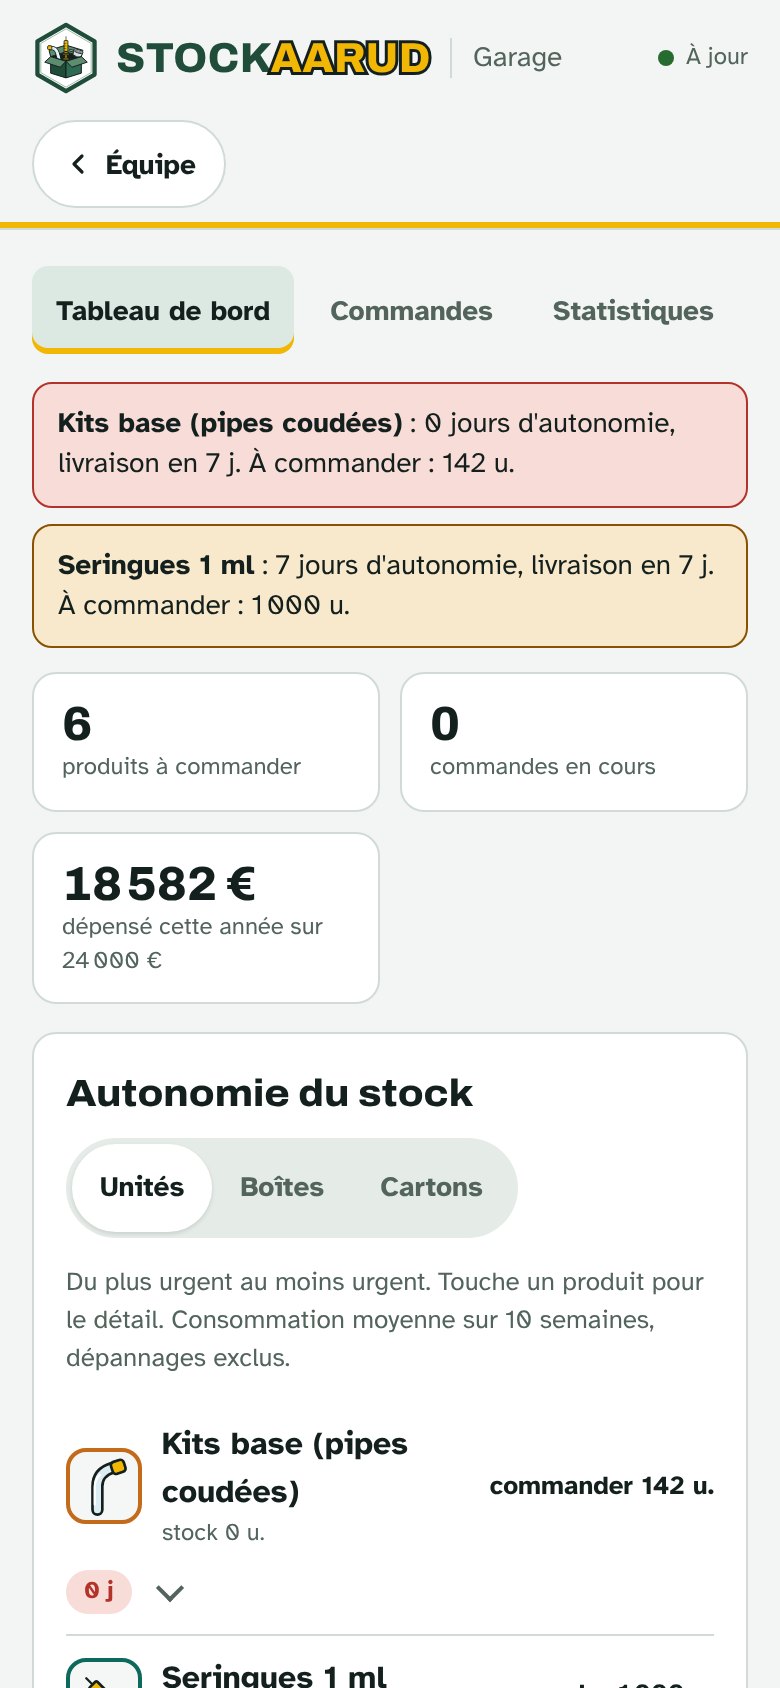 STOCKAARUD Garage À jour
Équipe
Tableau de bord Commandes Statistiques
Kits base (pipes coudées) : 0 jours d'autonomie,
livraison en 7 j. À commander : 142 u.
Seringues 1 ml : 7 jours d'autonomie, livraison en 7 j.
À commander : 1 000 u.
6
produits à commander
0
commandes en cours
18 582 €
dépensé cette année sur
24 000 €
Autonomie du stock
Unités Boîtes Cartons
Du plus urgent au moins urgent. Touche un produit pour
le détail. Consommation moyenne sur 10 semaines,
dépannages exclus.
Kits base (pipes
coudées)
commander 142 u.
stock 0 u.
0 j
Seringues 1 ml